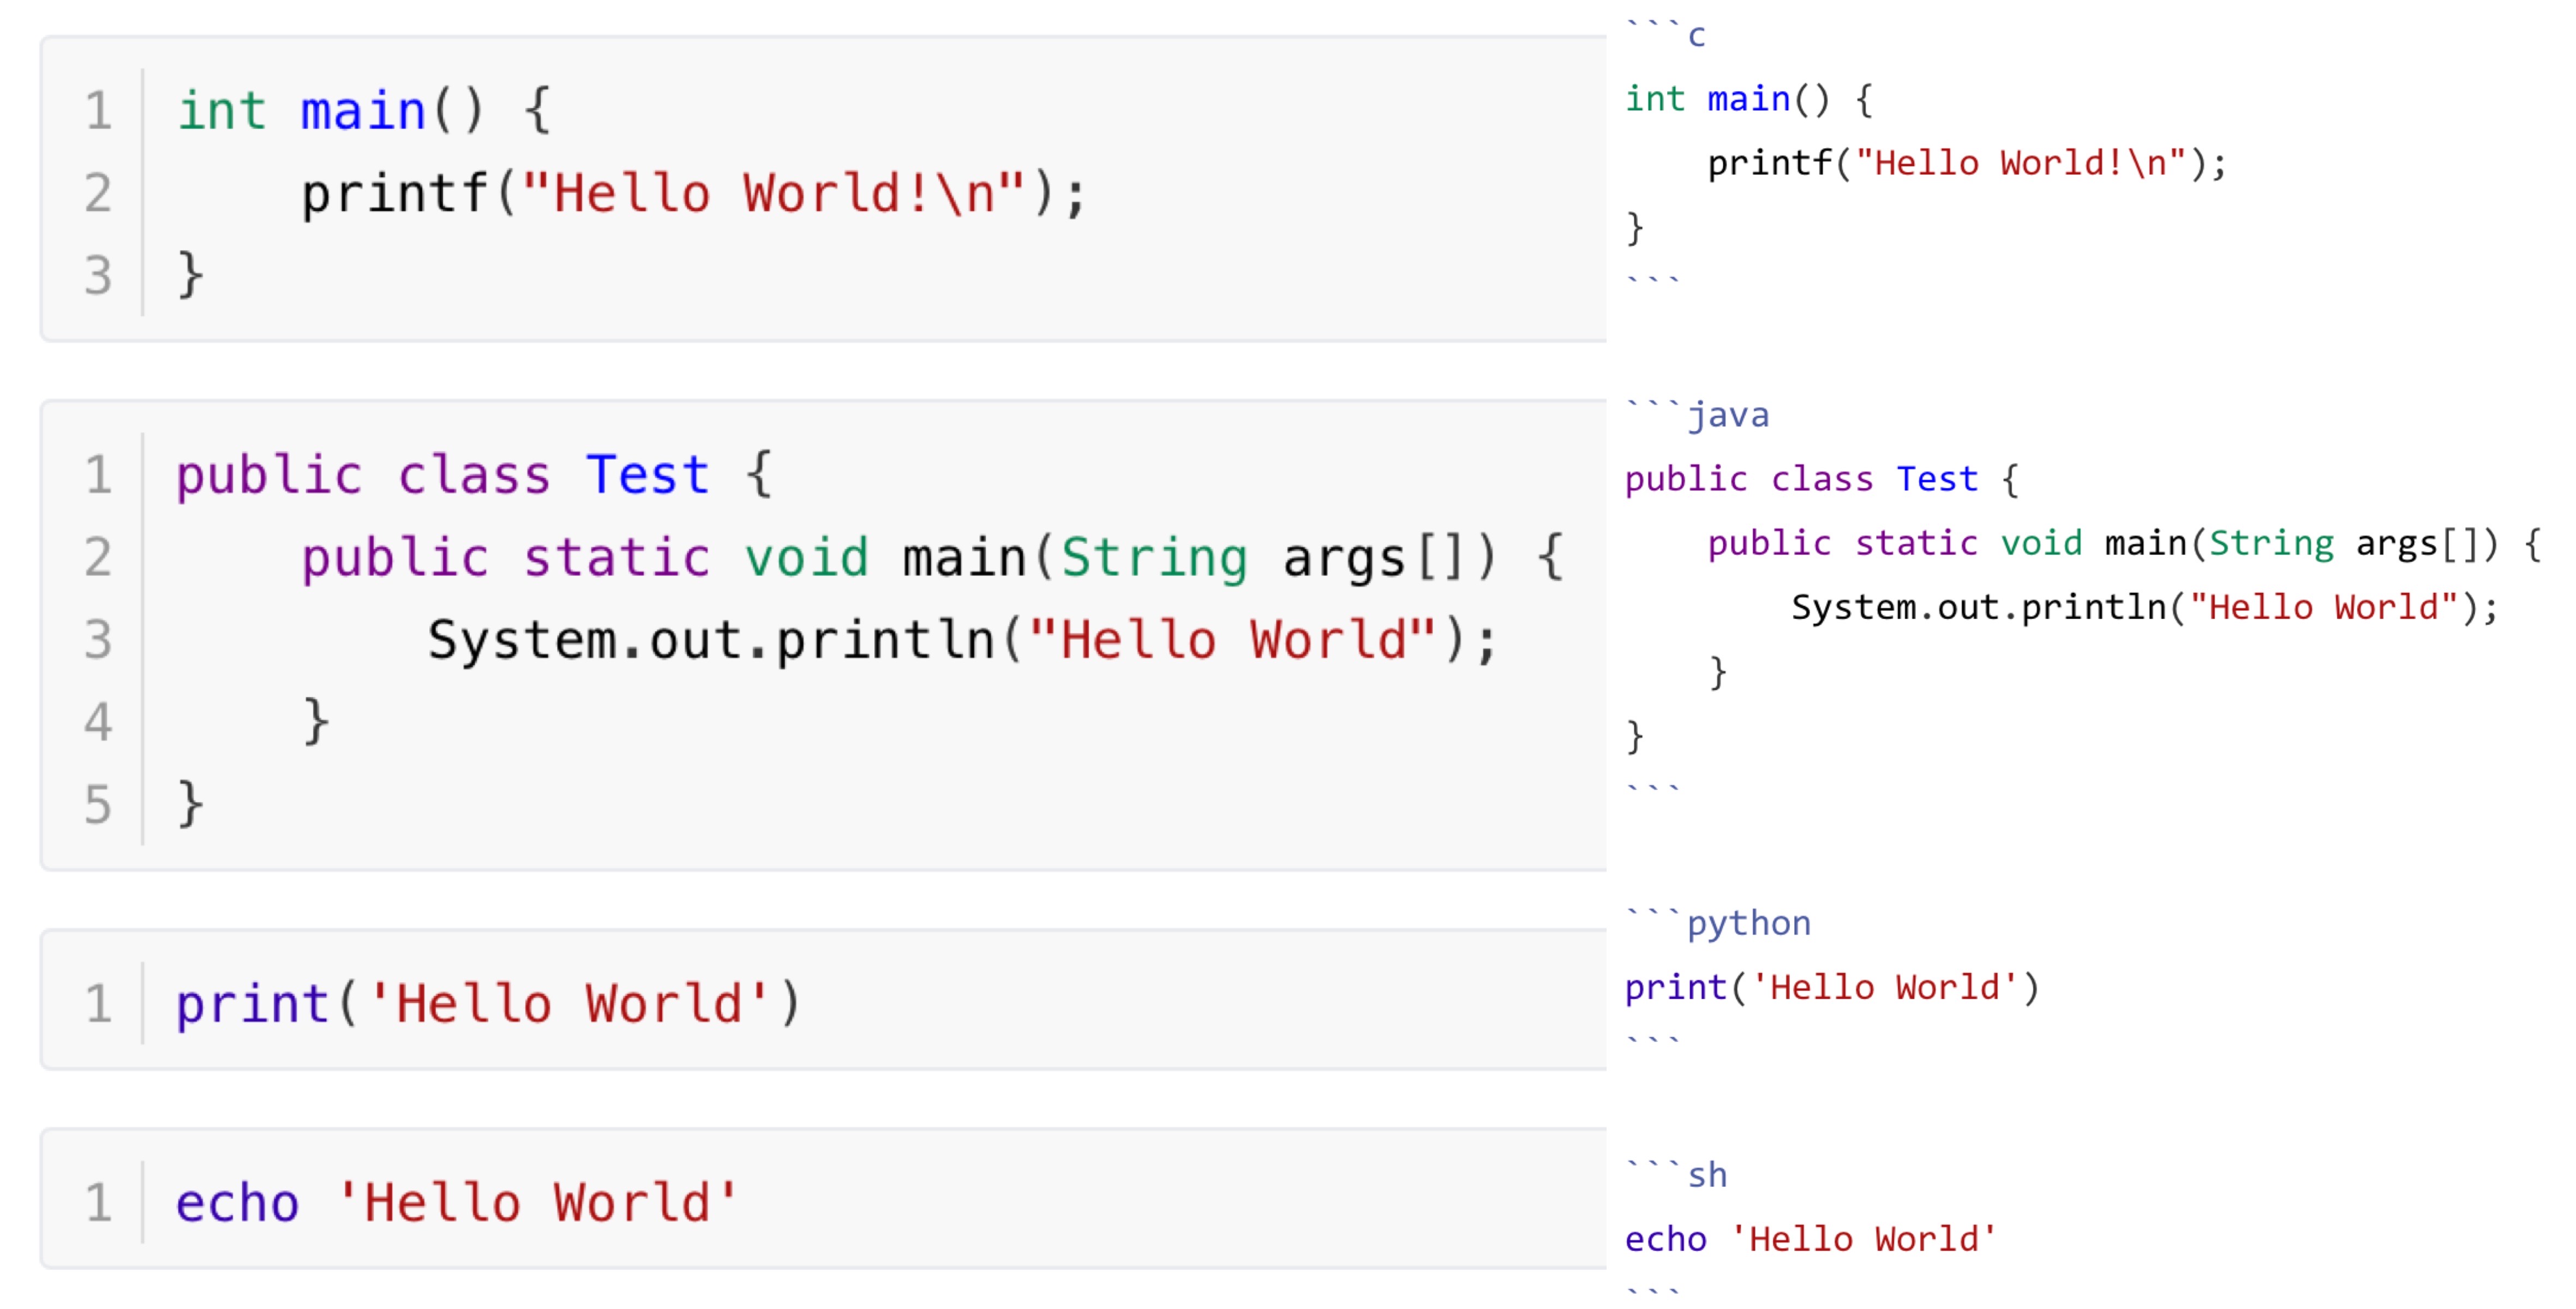 1 int main() {
2     printf("Hello World!\n");
3 }
1 public class Test {
2     public static void main(String args[]) {
3         System.out.println("Hello World");
4     }
5 }
1 print('Hello World')
1 echo 'Hello World'
```c
int main() {
    printf("Hello World!\n");
}
```
```java
public class Test {
    public static void main(String args[]) {
        System.out.println("Hello World");
    }
}
```
```python
print('Hello World')
```
```sh
echo 'Hello World'
```